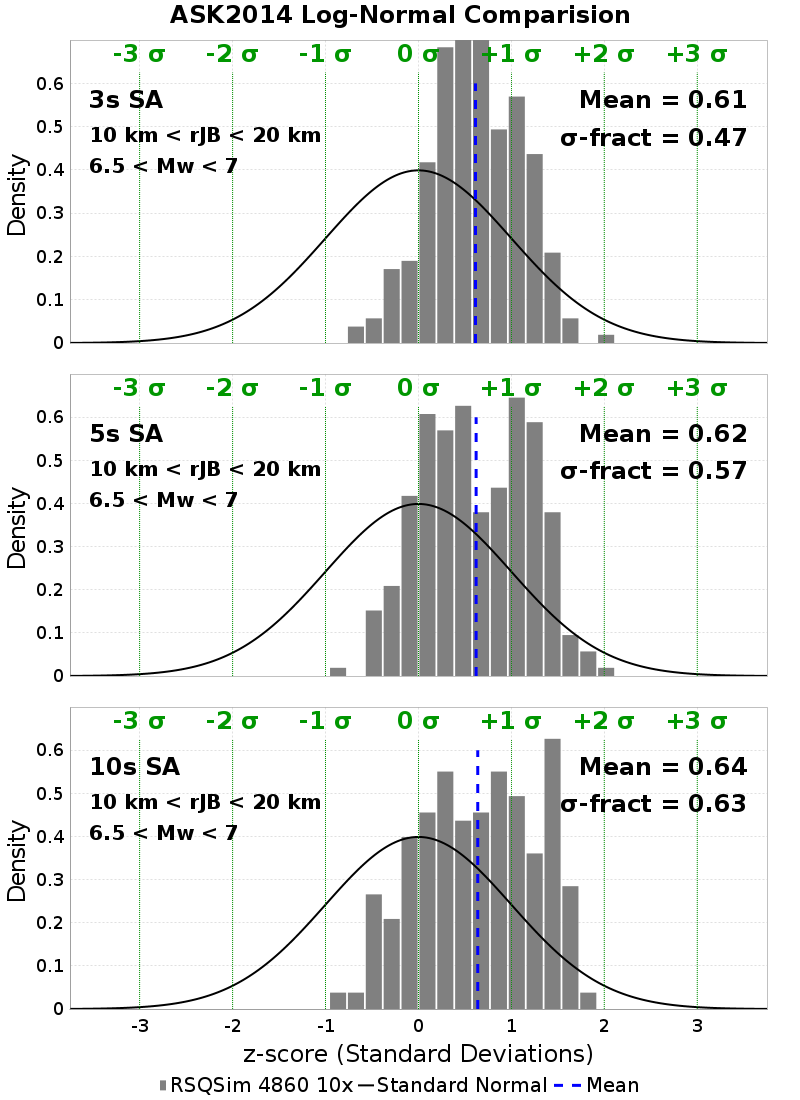 ASK2014 Log-Normal Comparision
-3 σ -2 σ -1 σ 0 σ +1 σ +2 σ +3 σ
3s SA
Mean = 0.61
10 km < rJB < 20 km
σ-fract = 0.47
6.5 < Mw < 7
Density
0.6
0.5
0.4
0.3
0.2
0.1
0
-3 σ -2 σ -1 σ 0 σ +1 σ +2 σ +3 σ
5s SA
Mean = 0.62
10 km < rJB < 20 km
σ-fract = 0.57
6.5 < Mw < 7
Density
0.6
0.5
0.4
0.3
0.2
0.1
0
-3 σ -2 σ -1 σ 0 σ +1 σ +2 σ +3 σ
10s SA
Mean = 0.64
10 km < rJB < 20 km
σ-fract = 0.63
6.5 < Mw < 7
Density
0.6
0.5
0.4
0.3
0.2
0.1
0
-3 -2 -1 0 1 2 3
z-score (Standard Deviations)
RSQSim 4860 10x Standard Normal Mean